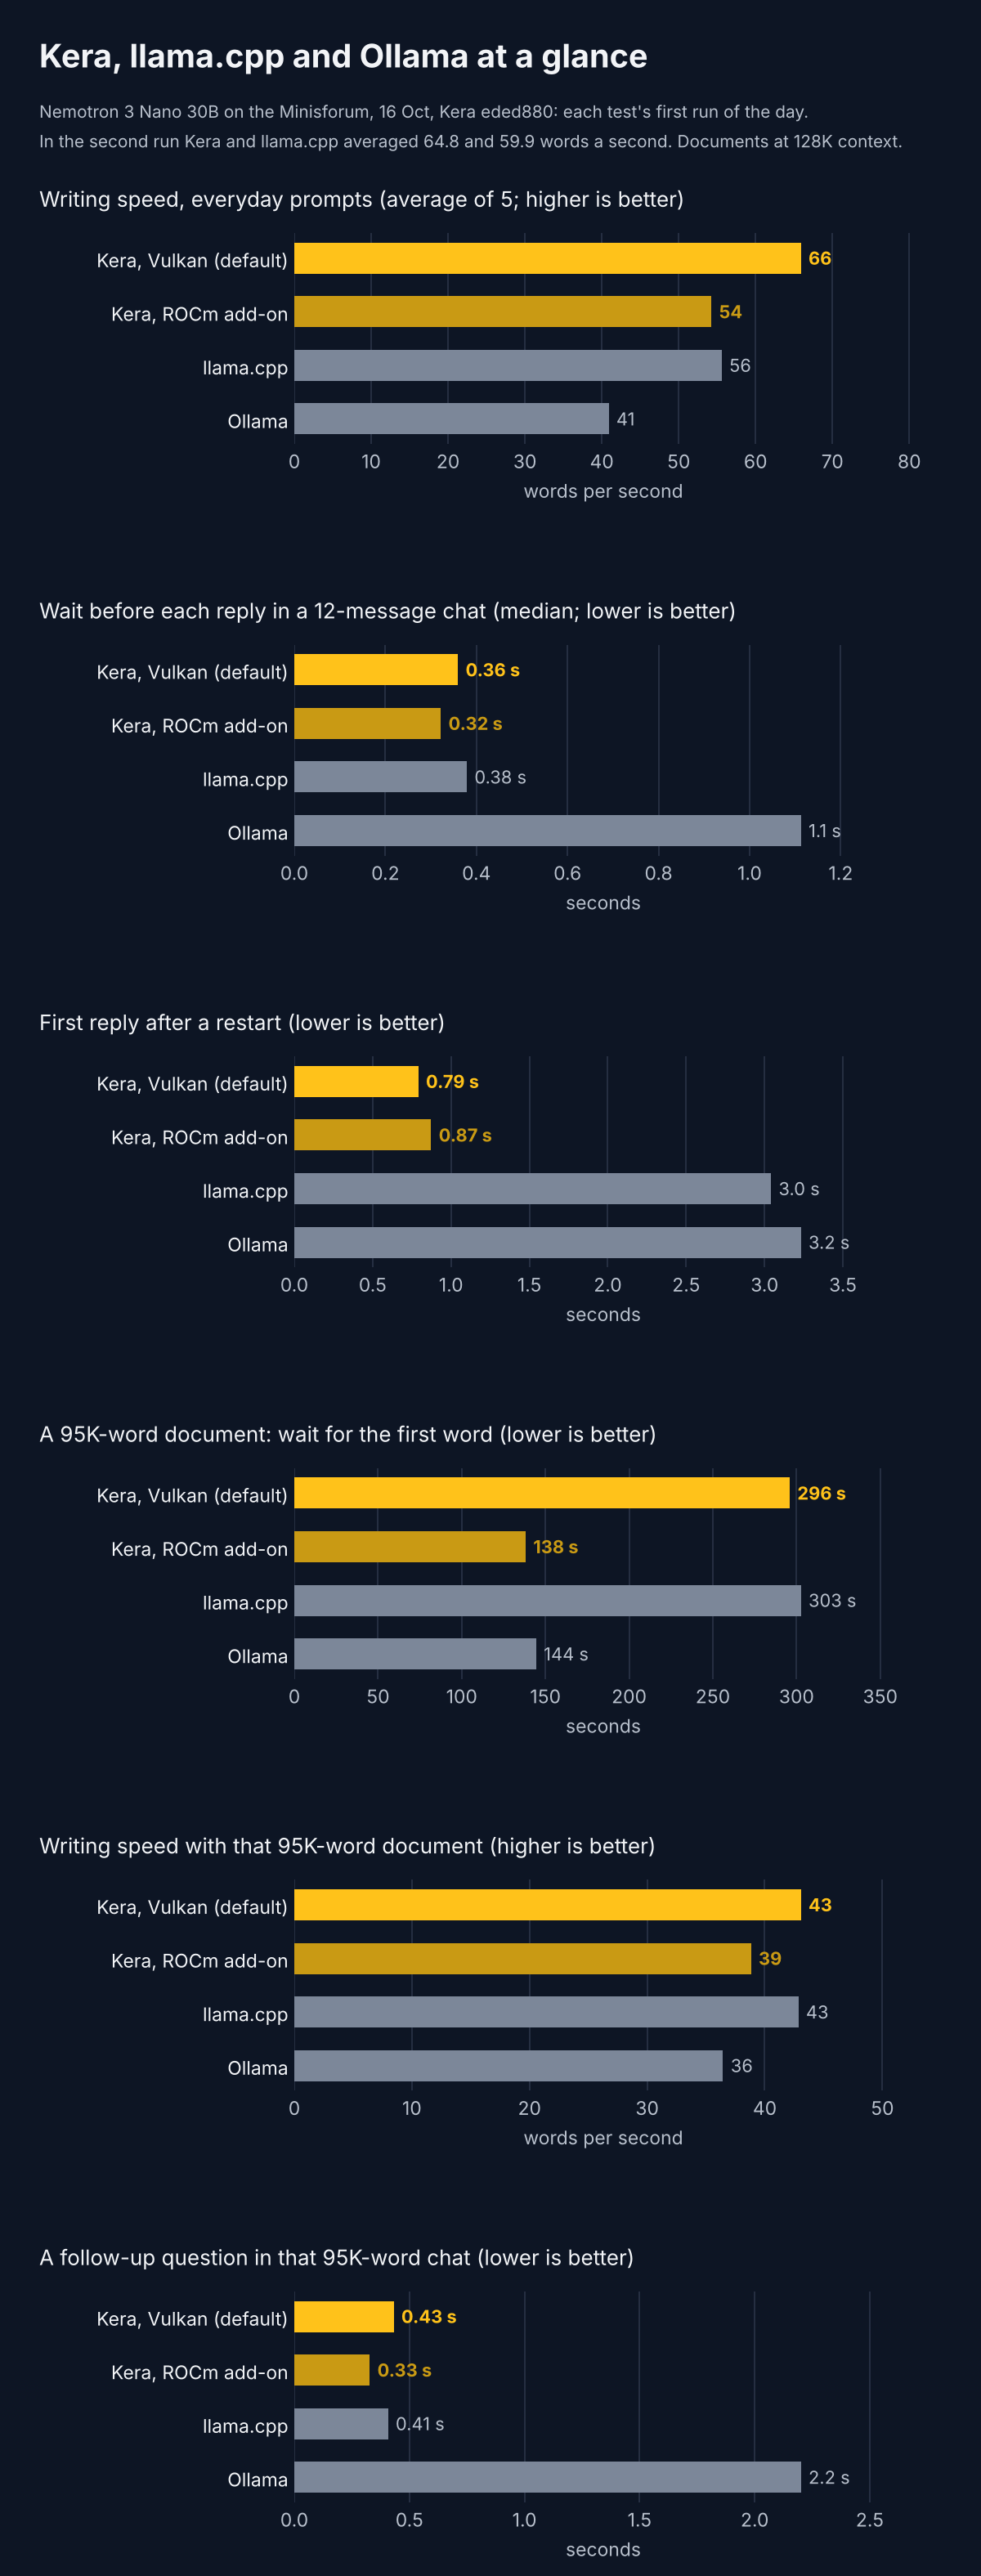 Kera, llama.cpp and Ollama at a glance
Nemotron 3 Nano 30B on the Minisforum, 16 Oct, Kera eded880: each test's first run of the day.
In the second run Kera and llama.cpp averaged 64.8 and 59.9 words a second. Documents at 128K context.
Writing speed, everyday prompts (average of 5; higher is better)
Kera, Vulkan (default) 66
Kera, ROCm add-on 54
llama.cpp 56
Ollama 41
0 10 20 30 40 50 60 70 80
words per second
Wait before each reply in a 12-message chat (median; lower is better)
Kera, Vulkan (default) 0.36 s
Kera, ROCm add-on 0.32 s
llama.cpp 0.38 s
Ollama 1.1 s
0.0 0.2 0.4 0.6 0.8 1.0 1.2
seconds
First reply after a restart (lower is better)
Kera, Vulkan (default) 0.79 s
Kera, ROCm add-on 0.87 s
llama.cpp 3.0 s
Ollama 3.2 s
0.0 0.5 1.0 1.5 2.0 2.5 3.0 3.5
seconds
A 95K-word document: wait for the first word (lower is better)
Kera, Vulkan (default) 296 s
Kera, ROCm add-on 138 s
llama.cpp 303 s
Ollama 144 s
0 50 100 150 200 250 300 350
seconds
Writing speed with that 95K-word document (higher is better)
Kera, Vulkan (default) 43
Kera, ROCm add-on 39
llama.cpp 43
Ollama 36
0 10 20 30 40 50
words per second
A follow-up question in that 95K-word chat (lower is better)
Kera, Vulkan (default) 0.43 s
Kera, ROCm add-on 0.33 s
llama.cpp 0.41 s
Ollama 2.2 s
0.0 0.5 1.0 1.5 2.0 2.5
seconds